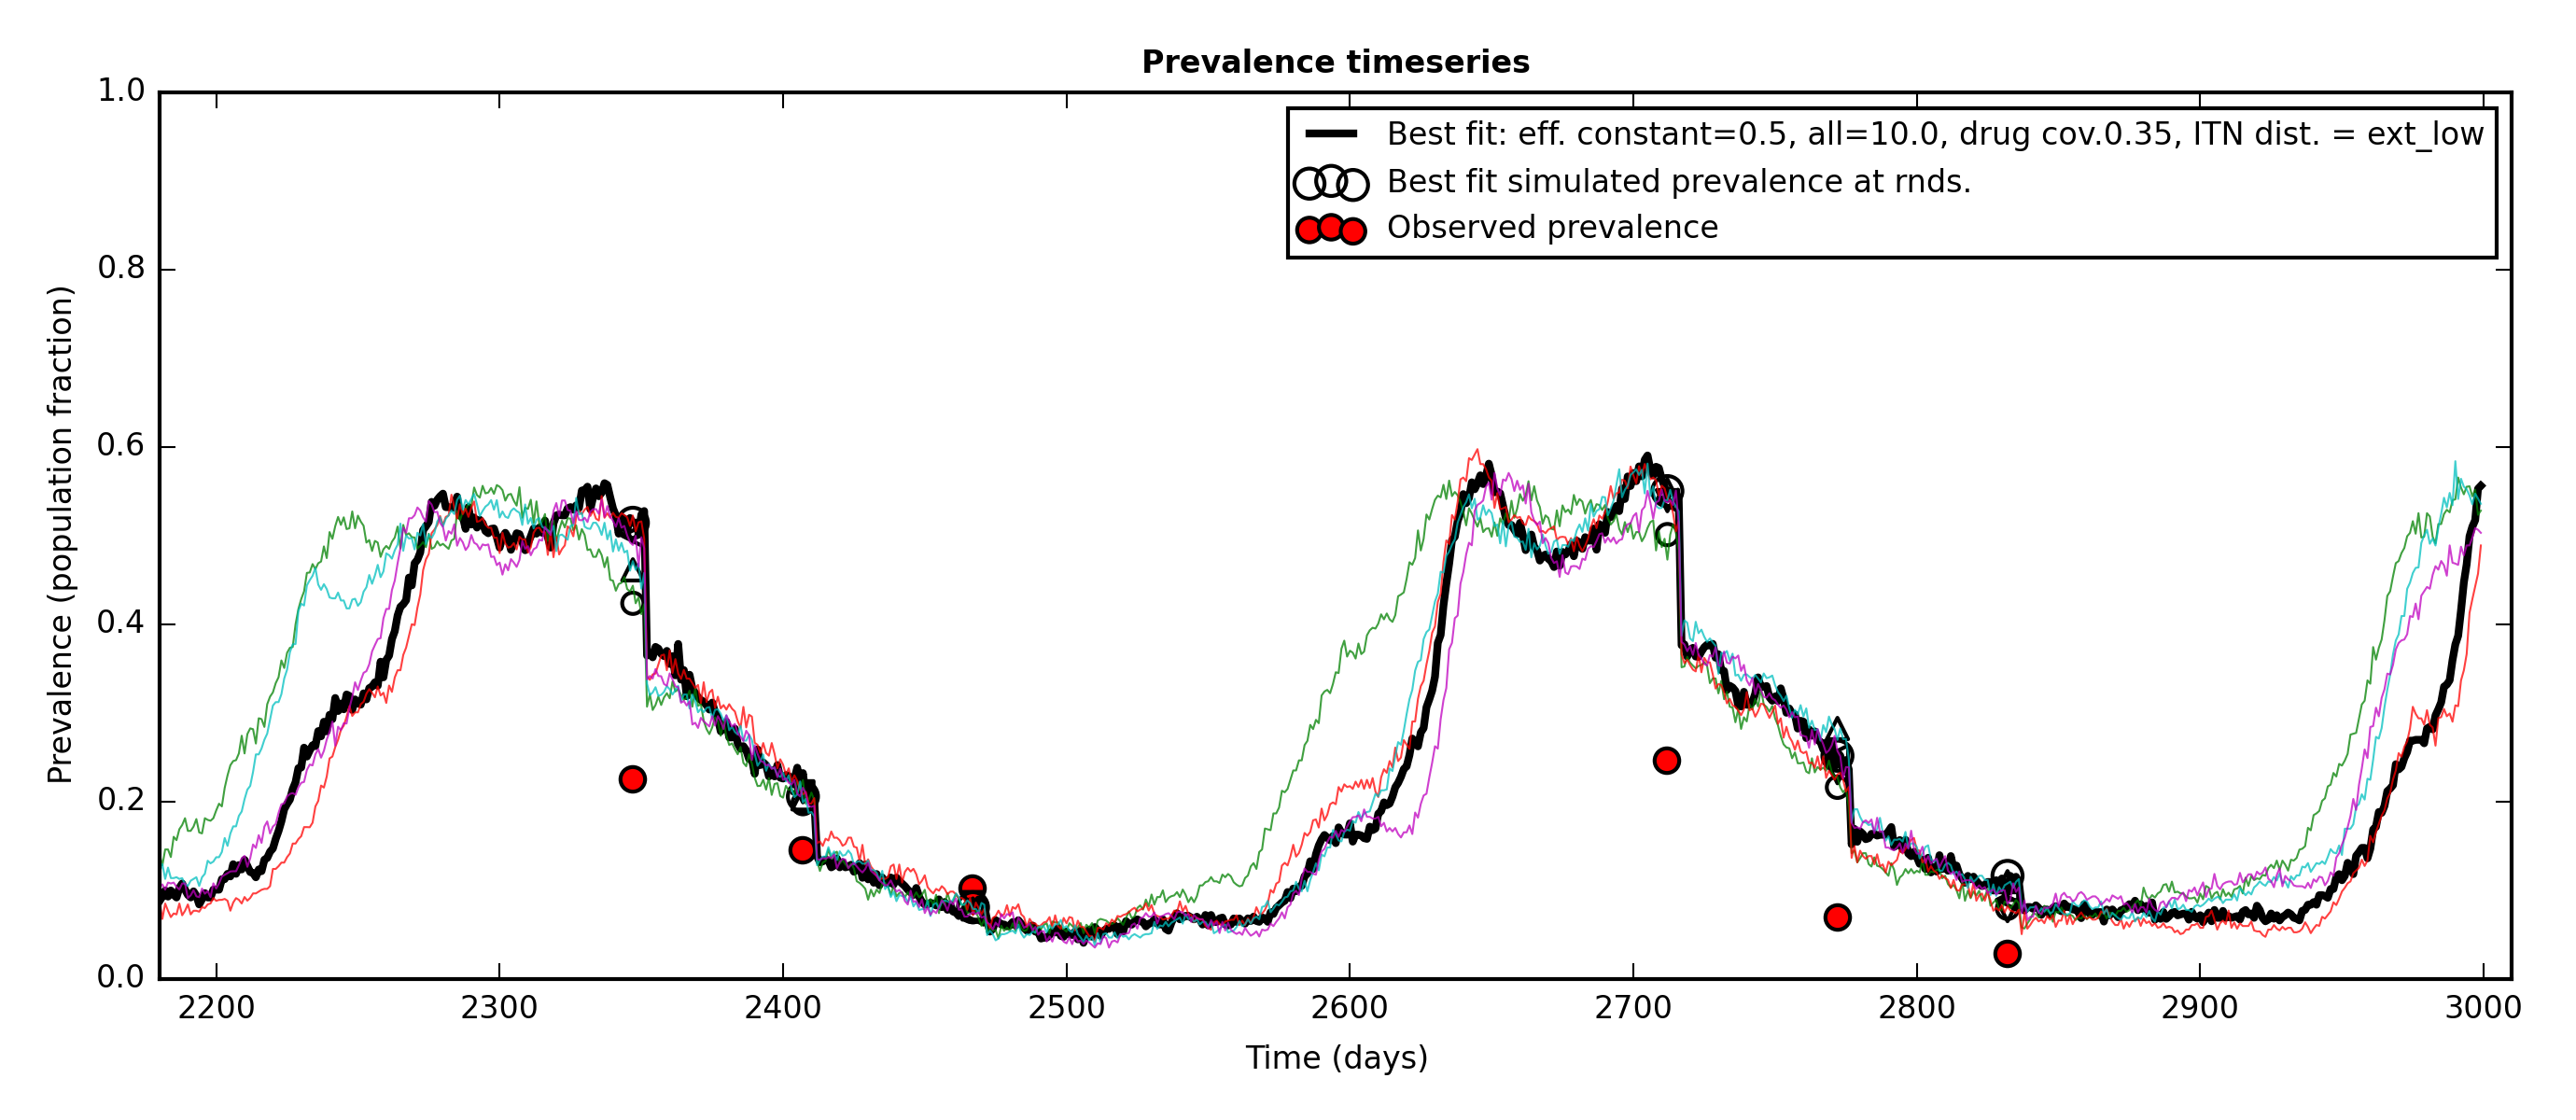 Prevalence timeseries
Best fit: eff. constant=0.5, all=10.0, drug cov.0.35, ITN dist. = ext_low
Best fit simulated prevalence at rnds.
Observed prevalence
Prevalence (population fraction)
1.0
0.8
0.6
0.4
0.2
0.0
2200 2300 2400 2500 2600 2700 2800 2900 3000
Time (days)